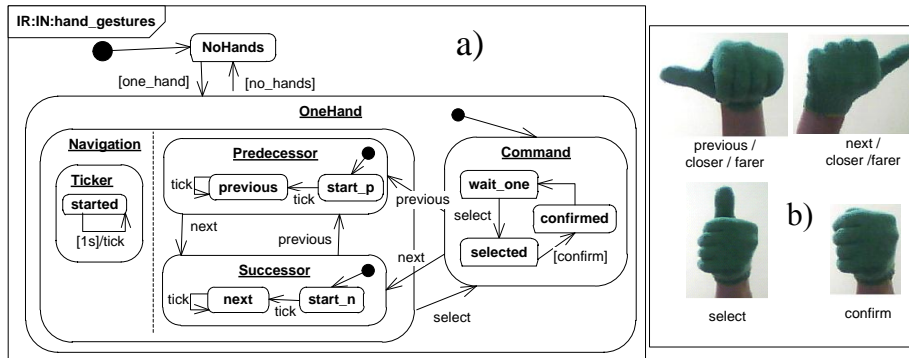 IR:IN:hand_gestures
a)
NoHands
[one_hand]
[no_hands]
OneHand
Navigation
Ticker
started
[1s]/tick
Predecessor
tick
previous
tick
start_p
next
previous
Successor
tick
next
tick
start_n
previous
next
select
Command
wait_one
select
confirmed
selected
[confirm]
previous /
closer / farer
next /
closer /farer
b)
select
confirm